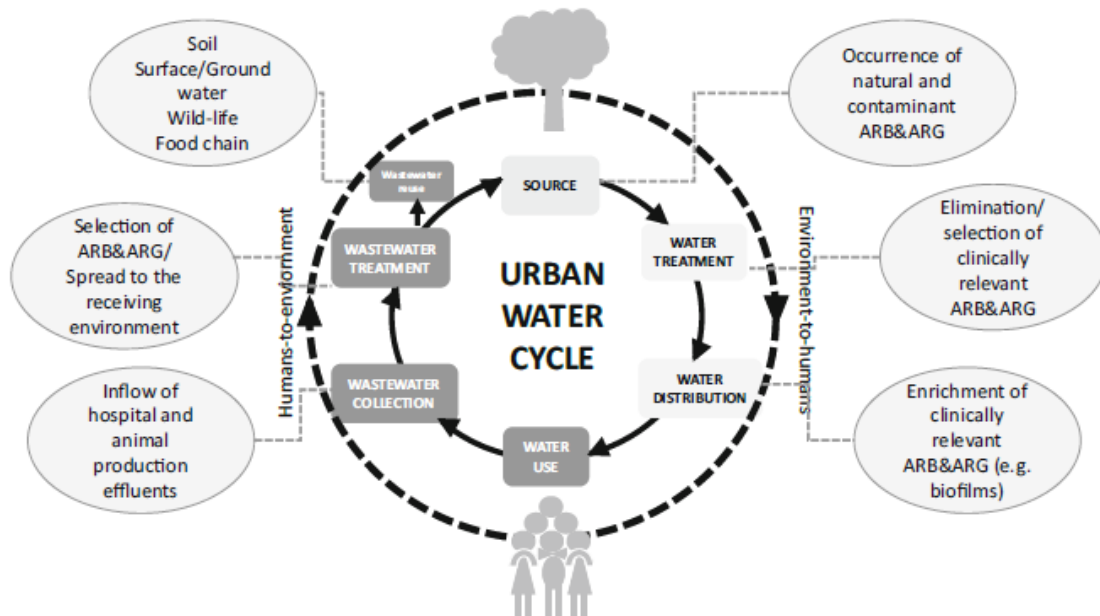 Soil
Surface/Ground
water
Wild-life
Food chain
Occurrence of
natural and
contaminant
ARB&ARG
Wastewater
reuse
SOURCE
Selection of
ARB&ARG/
Spread to the
receiving
environment
Humans-to-enviornment
WASTEWATER
TREATMENT
URBAN
WATER
CYCLE
WATER
TREATMENT
Environment-to-humans
Elimination/
selection of
clinically
relevant
ARB&ARG
Inflow of
hospital and
animal
production
effluents
WASTEWATER
COLLECTION
WATER
USE
WATER
DISTRIBUTION
Enrichment of
clinically
relevant
ARB&ARG (e.g.
biofilms)